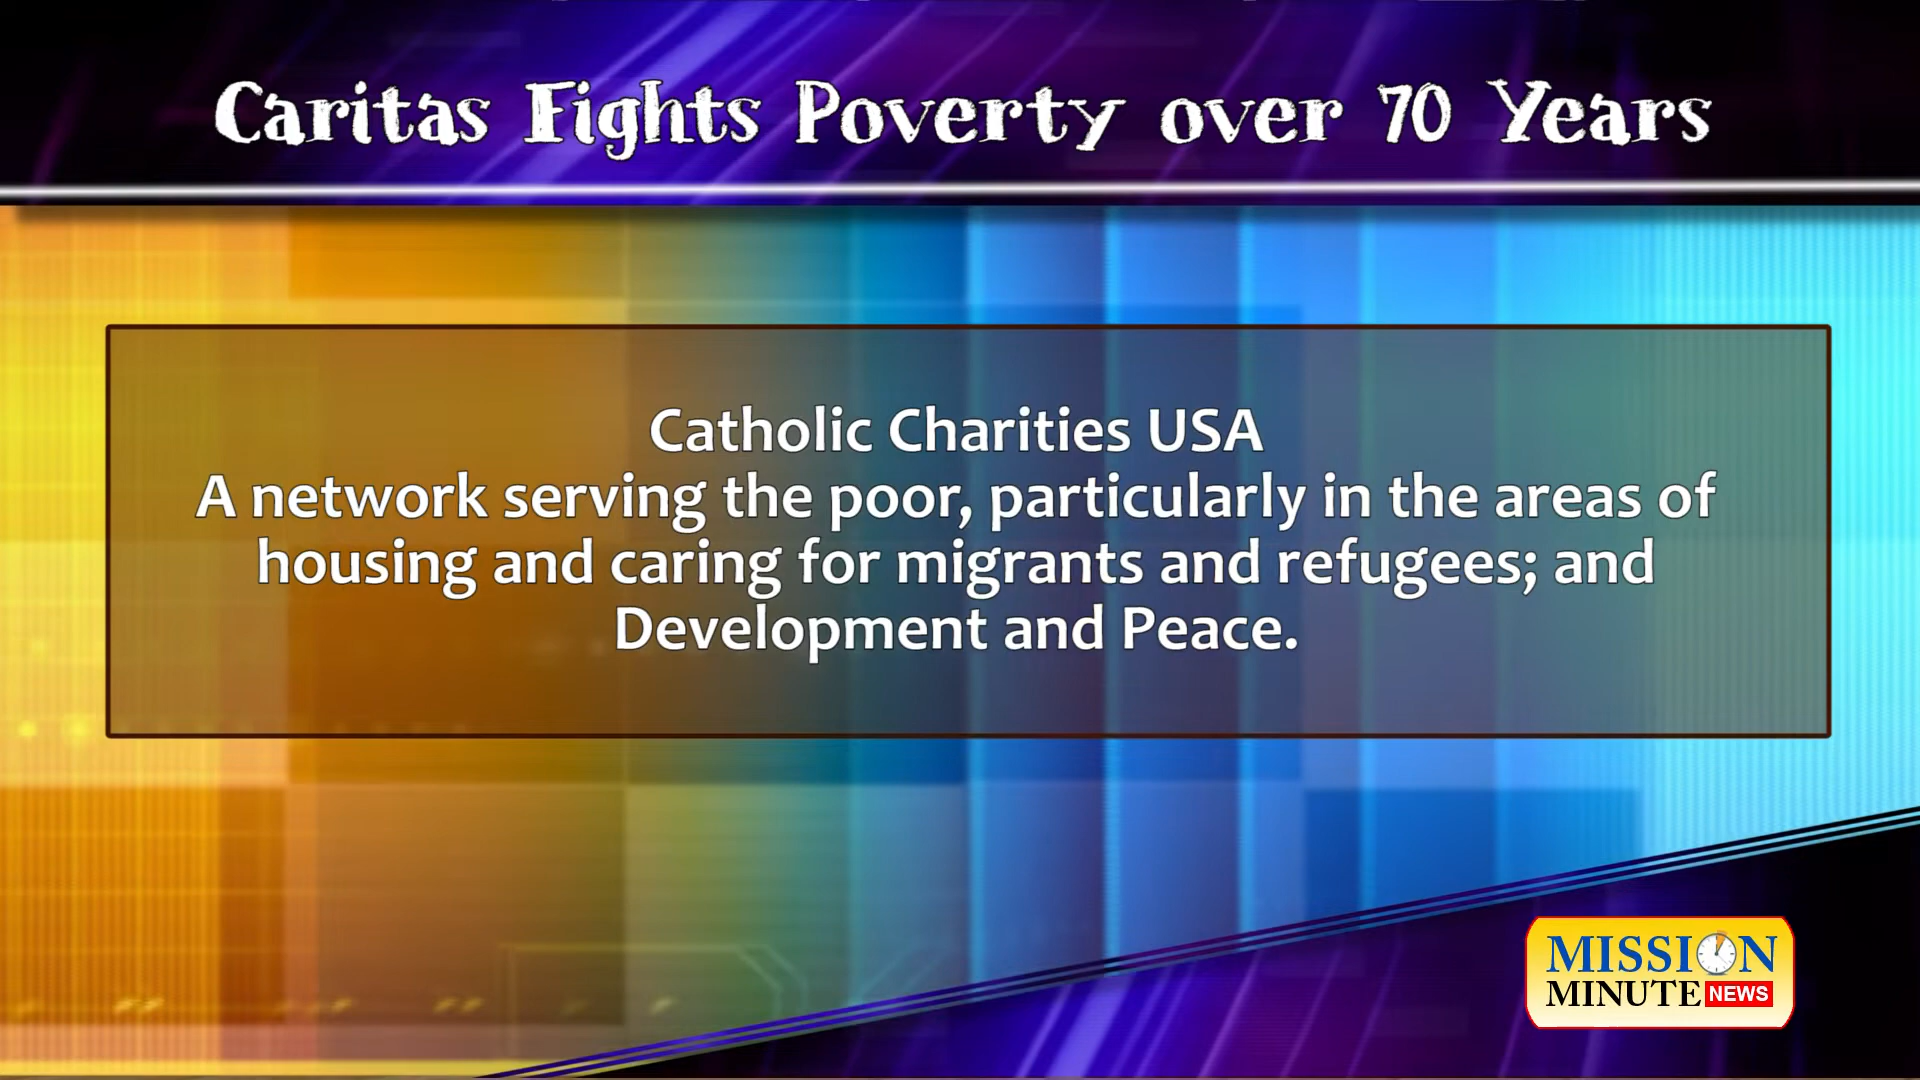 Caritas Fights Poverty over 70 Years
Catholic Charities USA
A network serving the poor, particularly in the areas of
housing and caring for migrants and refugees; and
Development and Peace.
MISSION
MINUTE NEWS